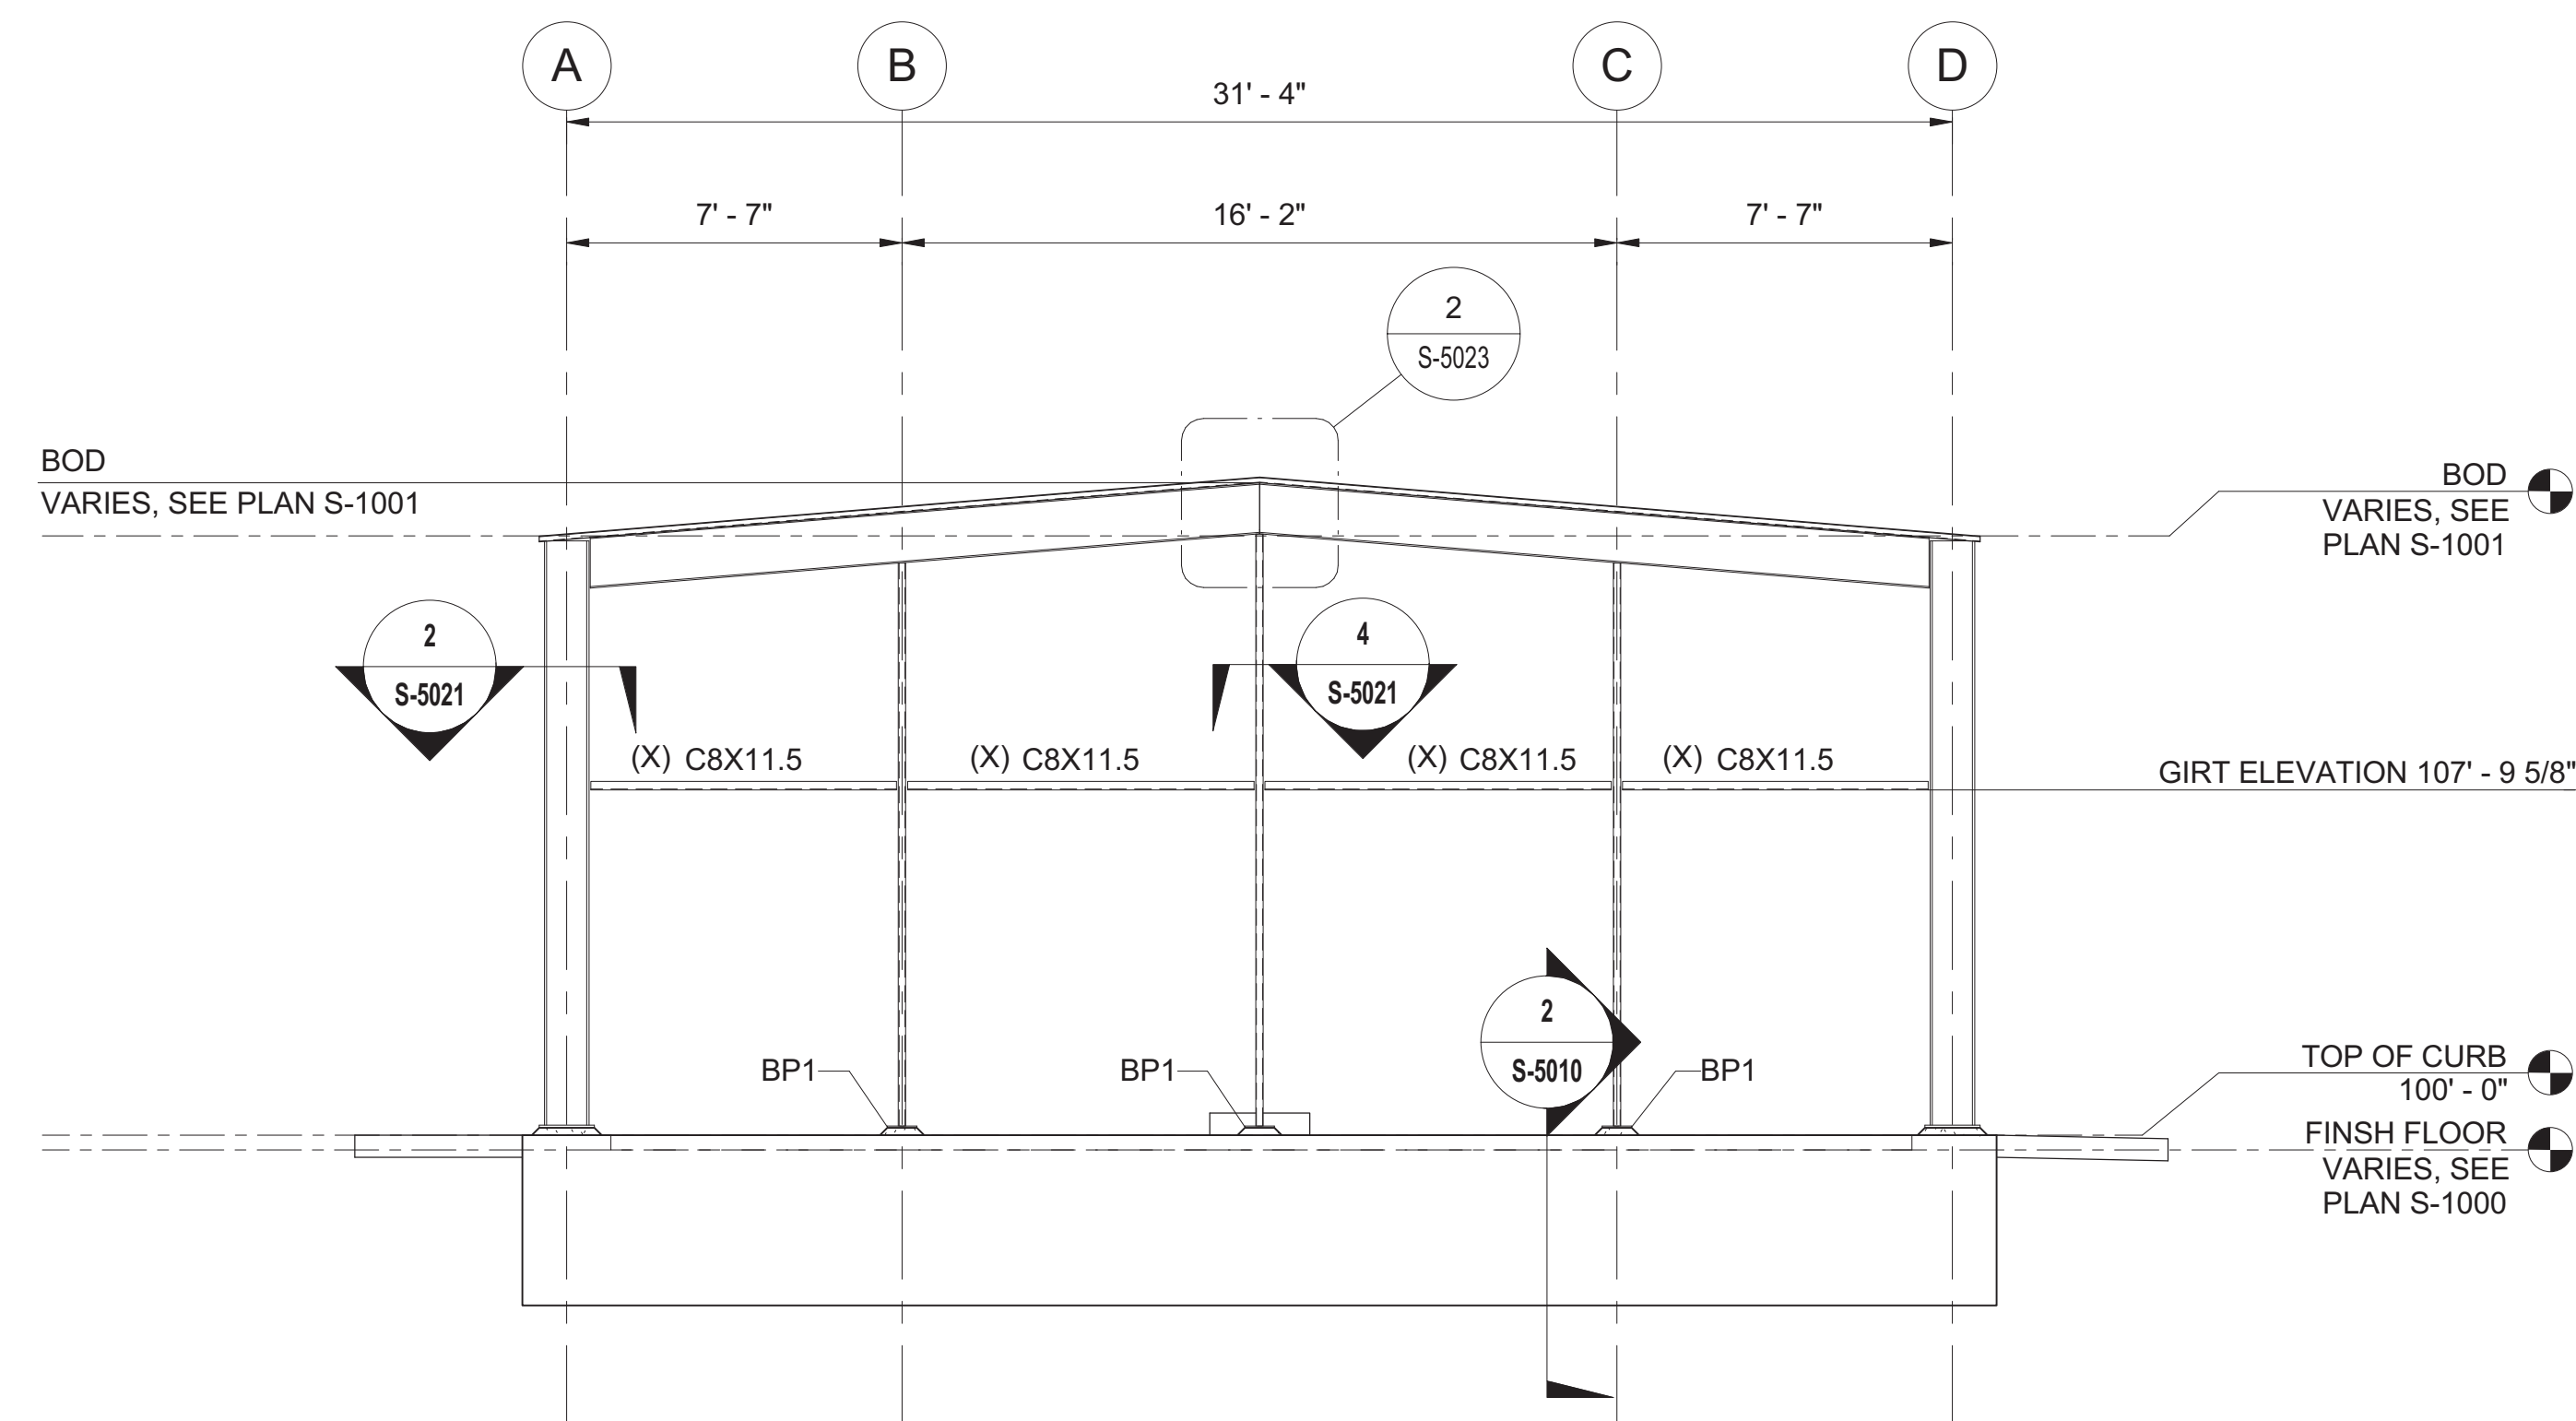 A
B
C
D
31' - 4"
7' - 7"
16' - 2"
7' - 7"
2
S-5023
BOD
VARIES, SEE PLAN S-1001
BOD
VARIES, SEE
PLAN S-1001
2
S-5021
4
S-5021
(X) C8X11.5
(X) C8X11.5
(X) C8X11.5
(X) C8X11.5
GIRT ELEVATION 107' - 9 5/8"
2
S-5010
BP1
BP1
BP1
TOP OF CURB
100' - 0"
FINSH FLOOR
VARIES, SEE
PLAN S-1000